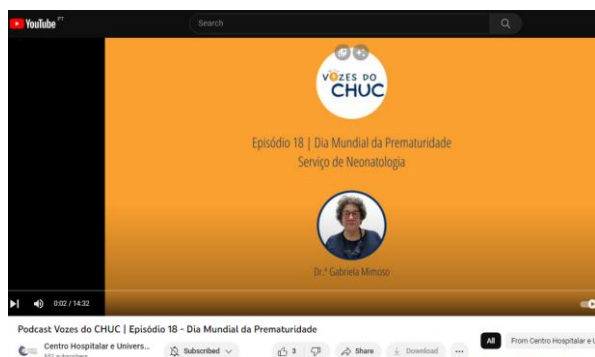 YouTube PT
Search
VOZES DO
CHUC
Episódio 18 | Dia Mundial da Prematuridade
Serviço de Neonatologia
Dr.ª Gabriela Mimoso
0:02 / 14:32
Podcast Vozes do CHUC | Episódio 18 - Dia Mundial da Prematuridade
Centro Hospitalar e Univers...
subscribers
Subscribed
3
Share
Download
All
From Centro Hospitalar e U